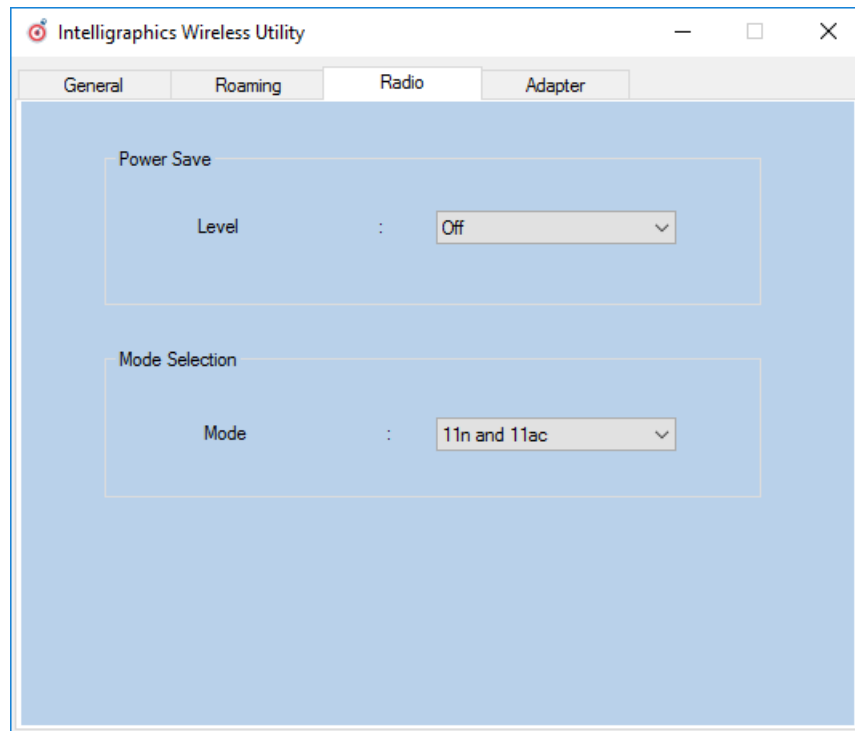 Intelligraphics Wireless Utility
General Roaming Radio Adapter
Power Save
Level : Off
Mode Selection
Mode : 11n and 11ac